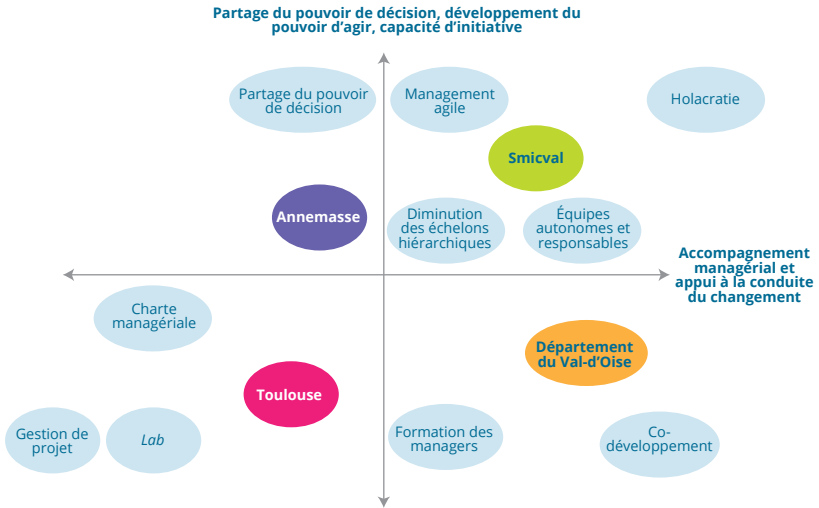 Partage du pouvoir de décision, développement du
pouvoir d’agir, capacité d’initiative
Partage du pouvoir
de décision
Management
agile
Holacratie
Smicval
Annemasse
Diminution
des échelons
hiérarchiques
Équipes
autonomes et
responsables
Accompagnement
managérial et
appui à la conduite
du changement
Charte
managériale
Département
du Val-d’Oise
Toulouse
Gestion de
projet
Lab
Formation des
managers
Co-
développement